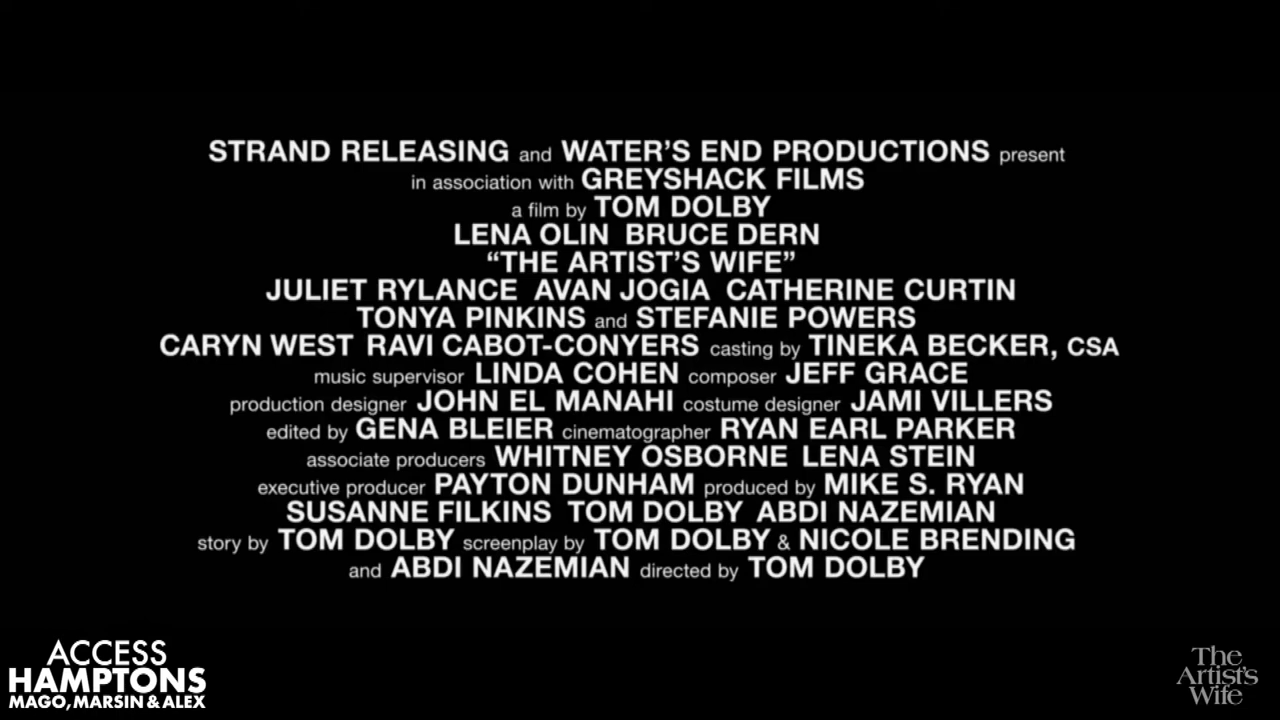 STRAND RELEASING and WATER'S END PRODUCTIONS present
in association with GREYSHACK FILMS
a film by TOM DOLBY
LENA OLIN BRUCE DERN
“THE ARTIST'S WIFE”
JULIET RYLANCE AVAN JOGIA CATHERINE CURTIN
TONYA PINKINS and STEFANIE POWERS
CARYN WEST RAVI CABOT-CONYERS casting by TINEKA BECKER, CSA
music supervisor LINDA COHEN composer JEFF GRACE
production designer JOHN EL MANAHI costume designer JAMI VILLERS
edited by GENA BLEIER cinematographer RYAN EARL PARKER
associate producers WHITNEY OSBORNE LENA STEIN
executive producer PAYTON DUNHAM produced by MIKE S. RYAN
SUSANNE FILKINS TOM DOLBY ABDI NAZEMIAN
story by TOM DOLBY screenplay by TOM DOLBY & NICOLE BRENDING
and ABDI NAZEMIAN directed by TOM DOLBY
ACCESS
HAMPTONS
MAGO, MARSIN & ALEX
The
Artist's
Wife